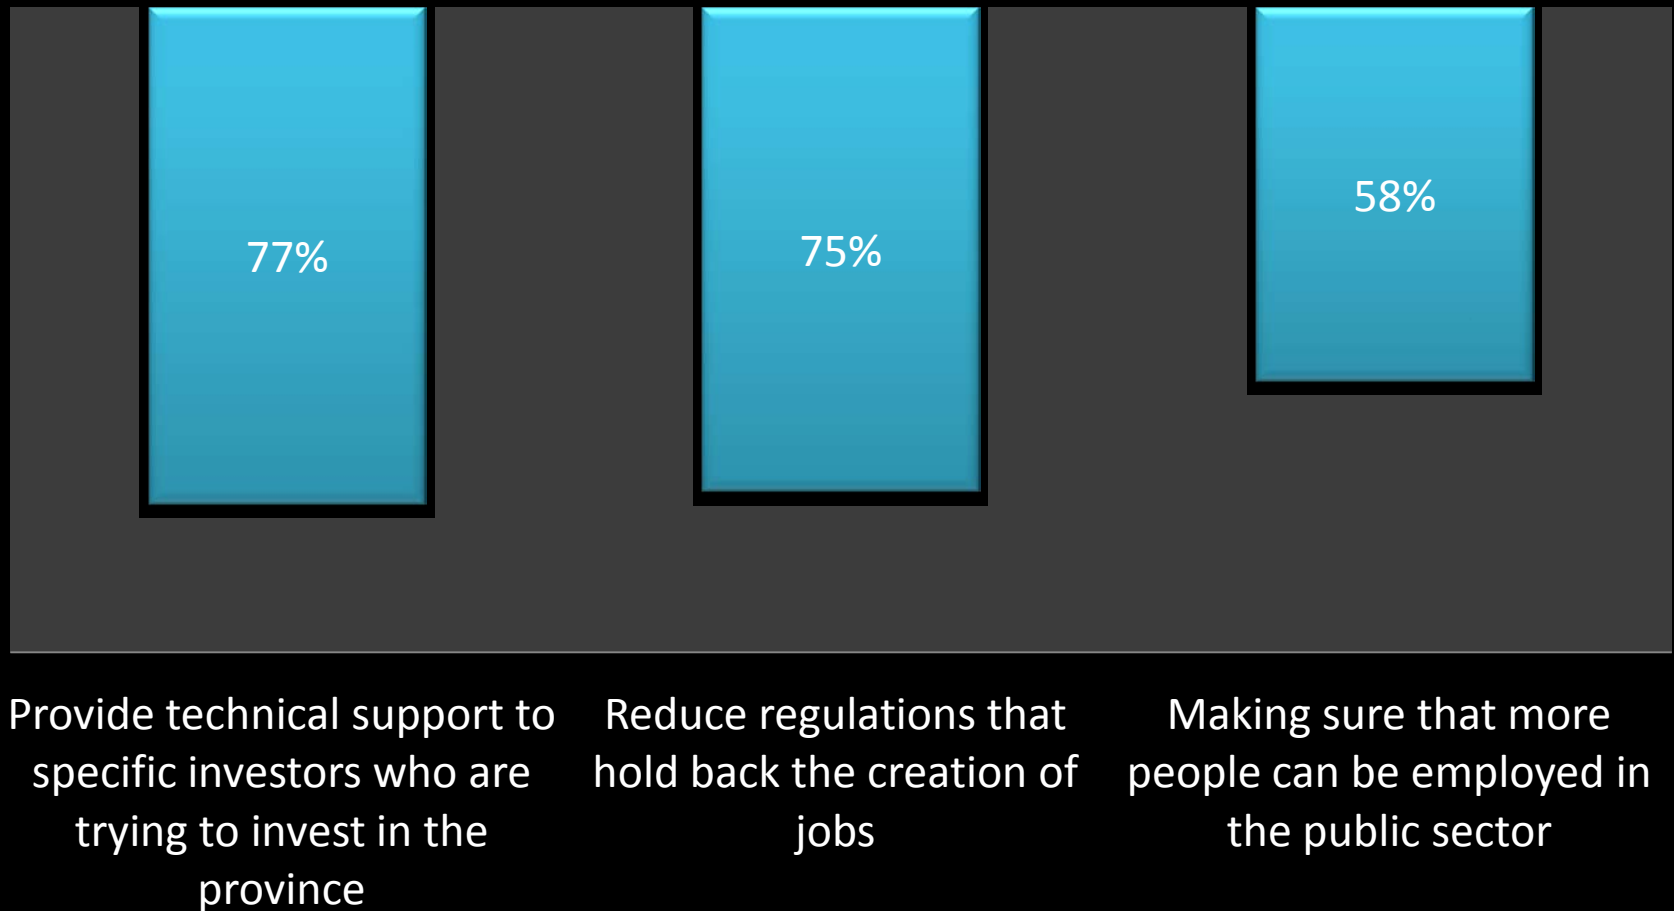 77%
75%
58%
Provide technical support to
specific investors who are
trying to invest in the
province
Reduce regulations that
hold back the creation of
jobs
Making sure that more
people can be employed in
the public sector